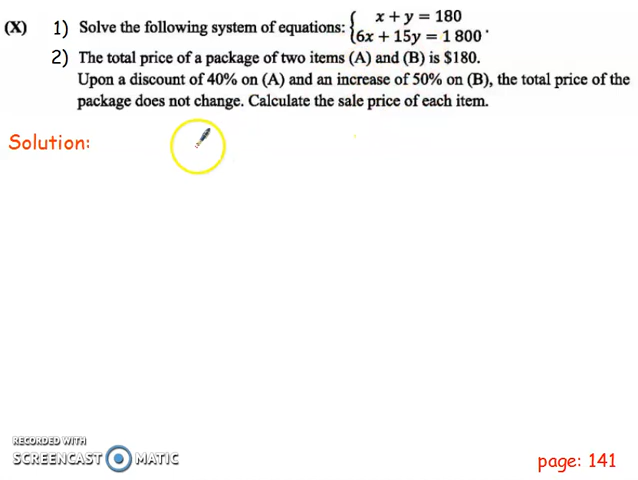 (X) 1) Solve the following system of equations: { x + y = 180
6x + 15y = 1 800 .
2) The total price of a package of two items (A) and (B) is $180.
Upon a discount of 40% on (A) and an increase of 50% on (B), the total price of the
package does not change. Calculate the sale price of each item.
Solution:
RECORDED WITH
SCREENCAST MATIC
page: 141